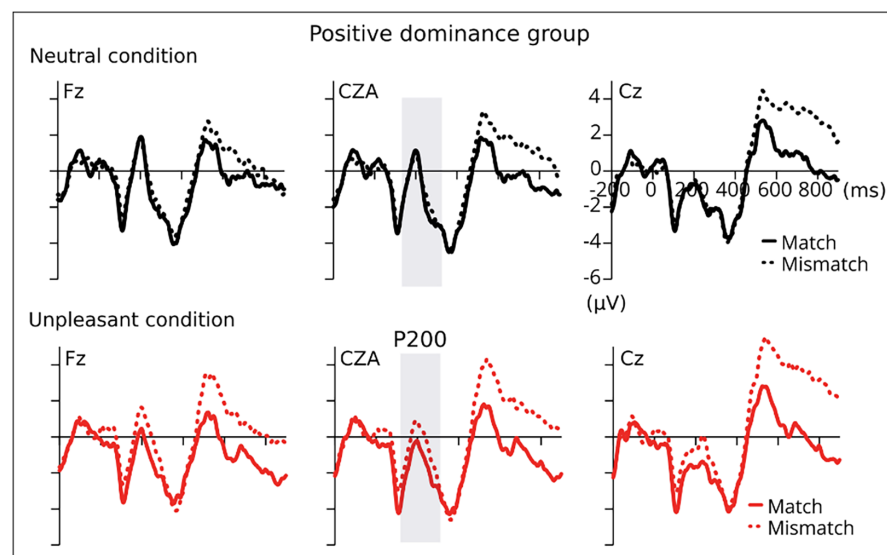 Positive dominance group
Neutral condition
Fz
CZA
Cz
4
2
0
-200 0 200 400 600 800 (ms)
-2
-4
-6
(μV)
Match
Mismatch
Unpleasant condition
P200
Fz
CZA
Cz
Match
Mismatch